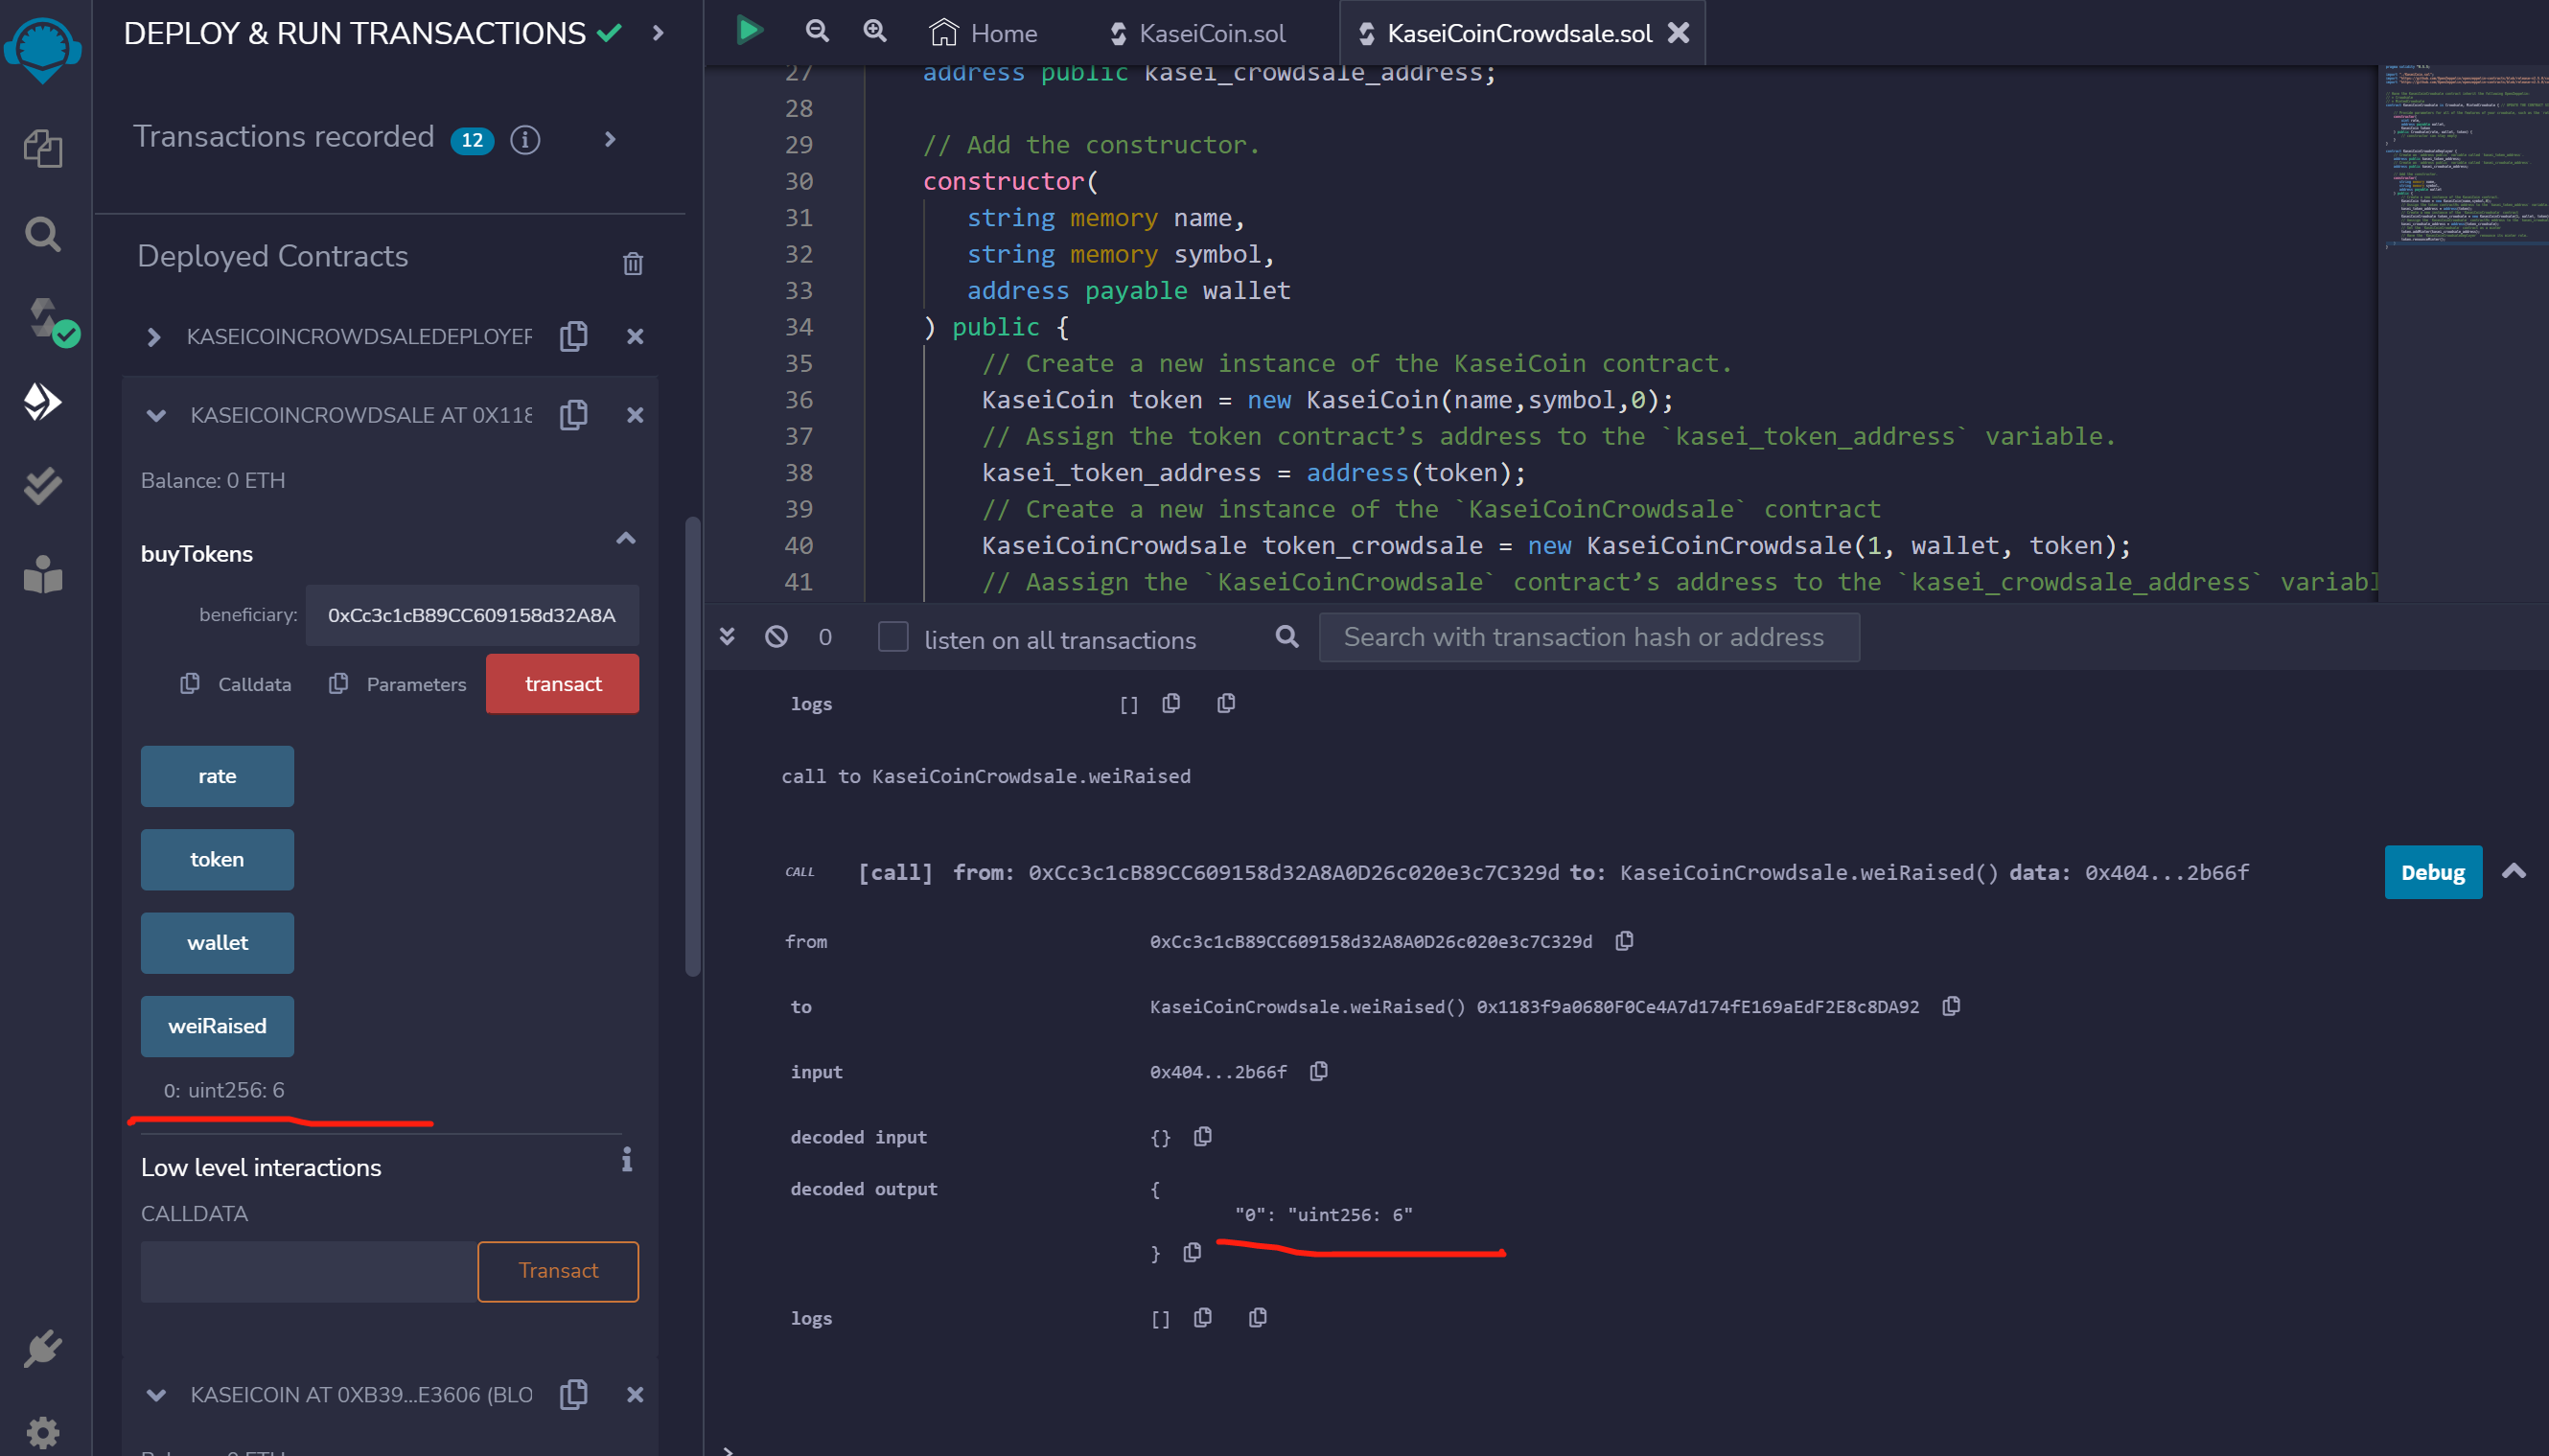 DEPLOY & RUN TRANSACTIONS
Transactions recorded 12
Deployed Contracts
KASEICOINCROWDSALEDEPLOYER
KASEICOINCROWDSALE AT 0X118
Balance: 0 ETH
buyTokens
beneficiary: 0xCc3c1cB89CC609158d32A8A
Calldata Parameters transact
rate
token
wallet
weiRaised
0: uint256: 6
Low level interactions
CALLDATA
Transact
KASEICOIN AT 0XB39...E3606 (BLO
Home KaseiCoin.sol KaseiCoinCrowdsale.sol
27 address public kasei_crowdsale_address;
28
29 // Add the constructor.
30 constructor(
31 string memory name,
32 string memory symbol,
33 address payable wallet
34 ) public {
35 // Create a new instance of the KaseiCoin contract.
36 KaseiCoin token = new KaseiCoin(name,symbol,0);
37 // Assign the token contract’s address to the `kasei_token_address` variable.
38 kasei_token_address = address(token);
39 // Create a new instance of the `KaseiCoinCrowdsale` contract
40 KaseiCoinCrowdsale token_crowdsale = new KaseiCoinCrowdsale(1, wallet, token);
41 // Aassign the `KaseiCoinCrowdsale` contract’s address to the `kasei_crowdsale_address` variabl
0 listen on all transactions Search with transaction hash or address
logs []
call to KaseiCoinCrowdsale.weiRaised
CALL [call] from: 0xCc3c1cB89CC609158d32A8A0D26c020e3c7C329d to: KaseiCoinCrowdsale.weiRaised() data: 0x404...2b66f Debug
from 0xCc3c1cB89CC609158d32A8A0D26c020e3c7C329d
to KaseiCoinCrowdsale.weiRaised() 0x1183f9a0680F0Ce4A7d174fE169aEdF2E8c8DA92
input 0x404...2b66f
decoded input {}
decoded output {
"0": "uint256: 6"
}
logs []
>